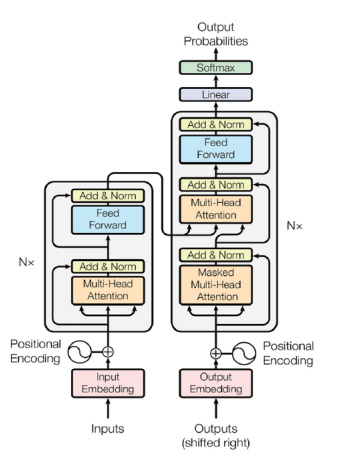 Output
Probabilities
Softmax
Linear
Add & Norm
Feed
Forward
Add & Norm
Multi-Head
Attention
Add & Norm
Masked
Multi-Head
Attention
Nx
Positional
Encoding
Output
Embedding
Outputs
(shifted right)
Add & Norm
Feed
Forward
Add & Norm
Multi-Head
Attention
Nx
Positional
Encoding
Input
Embedding
Inputs